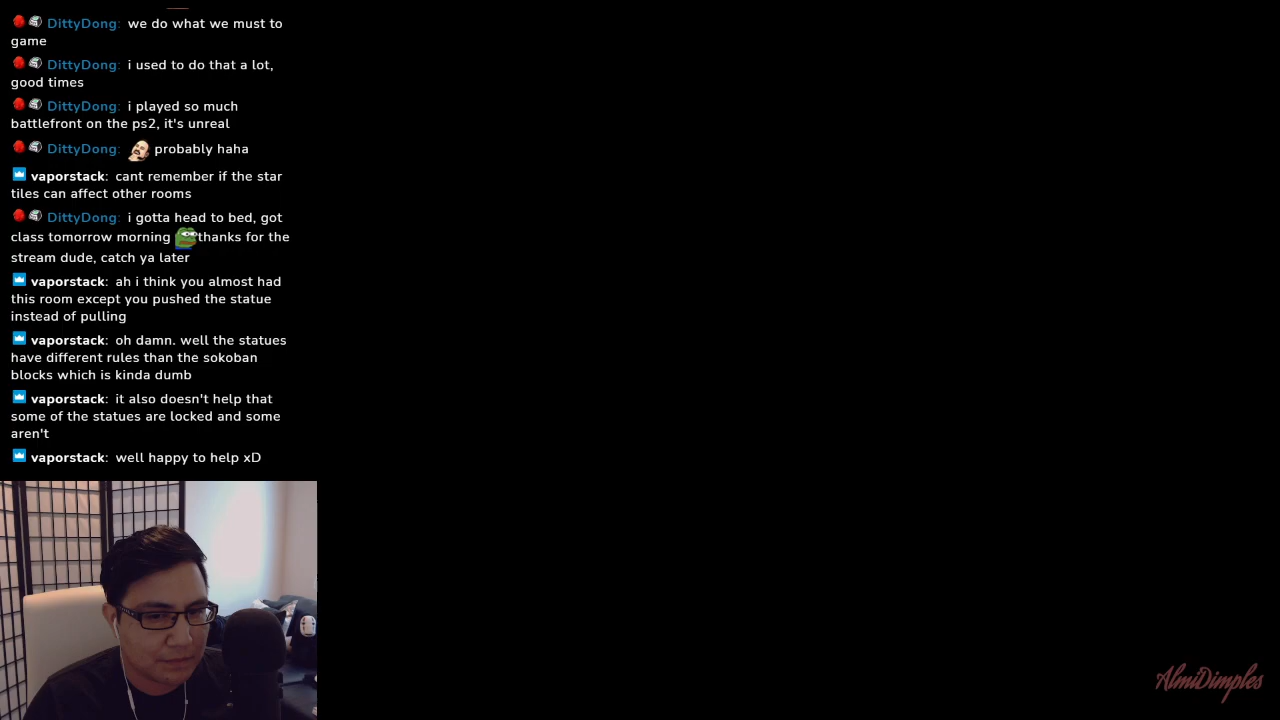 DittyDong: we do what we must to
game
DittyDong: i used to do that a lot,
good times
DittyDong: i played so much
battlefront on the ps2, it's unreal
DittyDong: probably haha
vaporstack: cant remember if the star
tiles can affect other rooms
DittyDong: i gotta head to bed, got
class tomorrow morning thanks for the
stream dude, catch ya later
vaporstack: ah i think you almost had
this room except you pushed the statue
instead of pulling
vaporstack: oh damn. well the statues
have different rules than the sokoban
blocks which is kinda dumb
vaporstack: it also doesn't help that
some of the statues are locked and some
aren't
vaporstack: well happy to help xD
AlmiDimples